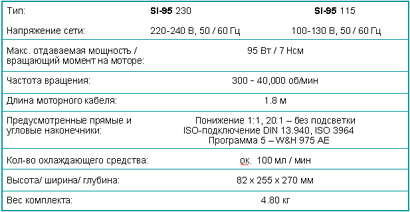 Тип: SI-95 230 SI-95 115
Напряжение сети: 220-240 В, 50 / 60 Гц 100-130 В, 50 / 60 Гц
Макс. отдаваемая мощность / вращающий момент на моторе: 95 Вт / 7 Нсм
Частота вращения: 300 – 40,000 об/мин
Длина моторного кабеля: 1.8 м
Предусмотренные прямые и угловые наконечники: Понижение 1:1, 20:1 – без подсветки
ISO-подключение DIN 13.940, ISO 3964
Программа 5 – W&H 975 AE
Кол-во охлаждающего средства: ок. 100 мл / мин
Высота/ ширина/ глубина: 82 x 255 x 270 мм
Вес комплекта: 4.80 кг